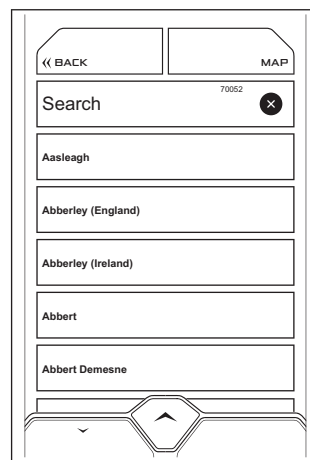 « BACK
MAP
Search
70052
Aasleagh
Abberley (England)
Abberley (Ireland)
Abbert
Abbert Demesne